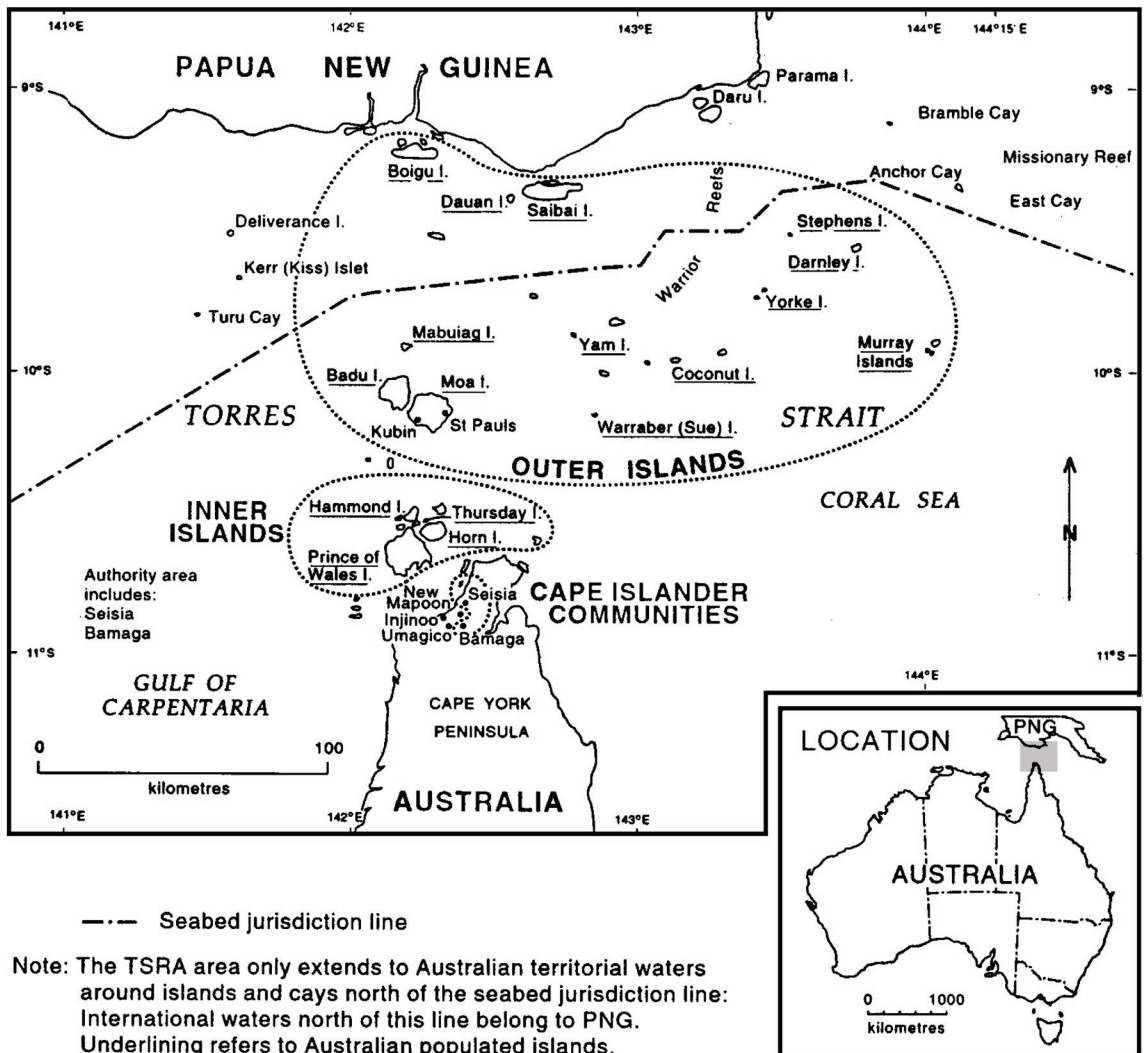 141°E 142°E 143°E 144°E 144°15' E
PAPUA NEW GUINEA
Parama I.
9°S
9°S
Daru I.
Bramble Cay
Missionary Reef
Anchor Cay
East Cay
Boigu I.
Dauan I.
Saibai I.
Reefs
Warrior
Deliverance I.
Stephens I.
Darnley I.
Kerr (Kiss) Islet
Yorke I.
Turu Cay
Mabuiag I.
Yam I.
Murray
Islands
10°S
10°S
Badu I.
Moa I.
Coconut I.
TORRES
STRAIT
Kubin
St Pauls
Warraber (Sue) I.
OUTER ISLANDS
CORAL SEA
INNER
ISLANDS
Hammond I.
Thursday I.
Horn I.
N
Prince of
Wales I.
Authority area
includes:
Seisia
Bamaga
New
Mapoon
Seisia
Injinoo
Umagico
Bamaga
CAPE ISLANDER
COMMUNITIES
11°S
11°S
144°E
GULF OF
CARPENTARIA
CAPE YORK
PENINSULA
0 100
kilometres
AUSTRALIA
141°E 142°E 143°E
LOCATION
PNG
AUSTRALIA
0 1000
kilometres
Seabed jurisdiction line
Note: The TSRA area only extends to Australian territorial waters
around islands and cays north of the seabed jurisdiction line:
International waters north of this line belong to PNG.
Underlining refers to Australian populated islands.